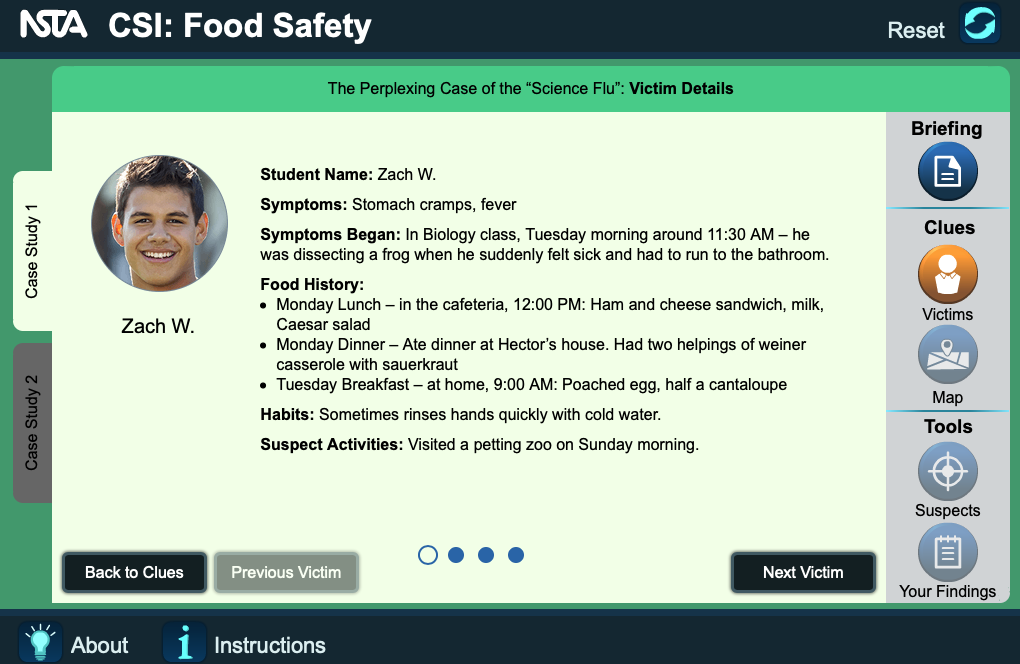 NSTA CSI: Food Safety
Reset
The Perplexing Case of the “Science Flu”: Victim Details
Case Study 1
Case Study 2
Zach W.
Student Name: Zach W.
Symptoms: Stomach cramps, fever
Symptoms Began: In Biology class, Tuesday morning around 11:30 AM – he
was dissecting a frog when he suddenly felt sick and had to run to the bathroom.
Food History:
• Monday Lunch – in the cafeteria, 12:00 PM: Ham and cheese sandwich, milk,
Caesar salad
• Monday Dinner – Ate dinner at Hector’s house. Had two helpings of weiner
casserole with sauerkraut
• Tuesday Breakfast – at home, 9:00 AM: Poached egg, half a cantaloupe
Habits: Sometimes rinses hands quickly with cold water.
Suspect Activities: Visited a petting zoo on Sunday morning.
Back to Clues
Previous Victim
Next Victim
Briefing
Clues
Victims
Map
Tools
Suspects
Your Findings
About
Instructions